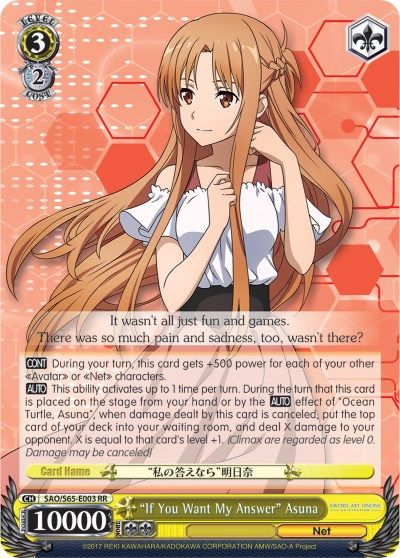 LEVEL
3
2
COST
It wasn't all just fun and games.
There was so much pain and sadness, too, wasn't there?
CONT During your turn, this card gets +500 power for each of your other
«Avatar» or «Net» characters.
AUTO This ability activates up to 1 time per turn. During the turn that this card
is placed on the stage from your hand or by the AUTO effect of "Ocean
Turtle, Asuna", when damage dealt by this card is canceled, put the top
card of your deck into your waiting room, and deal X damage to your
opponent. X is equal to that card's level +1. (Climax are regarded as level 0.
Damage may be canceled)
Card Name
“私の答えなら”明日奈
CH SAO/S65-E003 RR
"If You Want My Answer" Asuna
POWER
10000
SOUL
SWORD ART ONLINE
Net
©2017 REKI KAWAHARA/KADOKAWA CORPORATION AMW/SAO-A Project